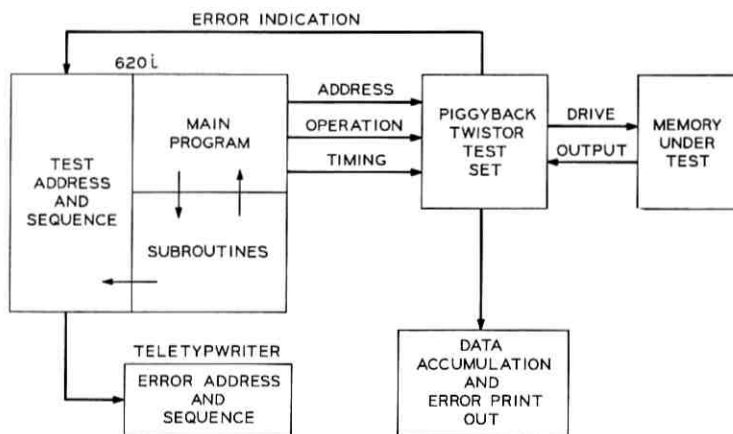 ERROR INDICATION
620i
TEST
ADDRESS
AND
SEQUENCE
MAIN
PROGRAM
SUBROUTINES
ADDRESS
OPERATION
TIMING
PIGGYBACK
TWISTOR
TEST
SET
DRIVE
OUTPUT
MEMORY
UNDER
TEST
TELETYPWRITER
ERROR ADDRESS
AND
SEQUENCE
DATA
ACCUMULATION
AND
ERROR PRINT
OUT